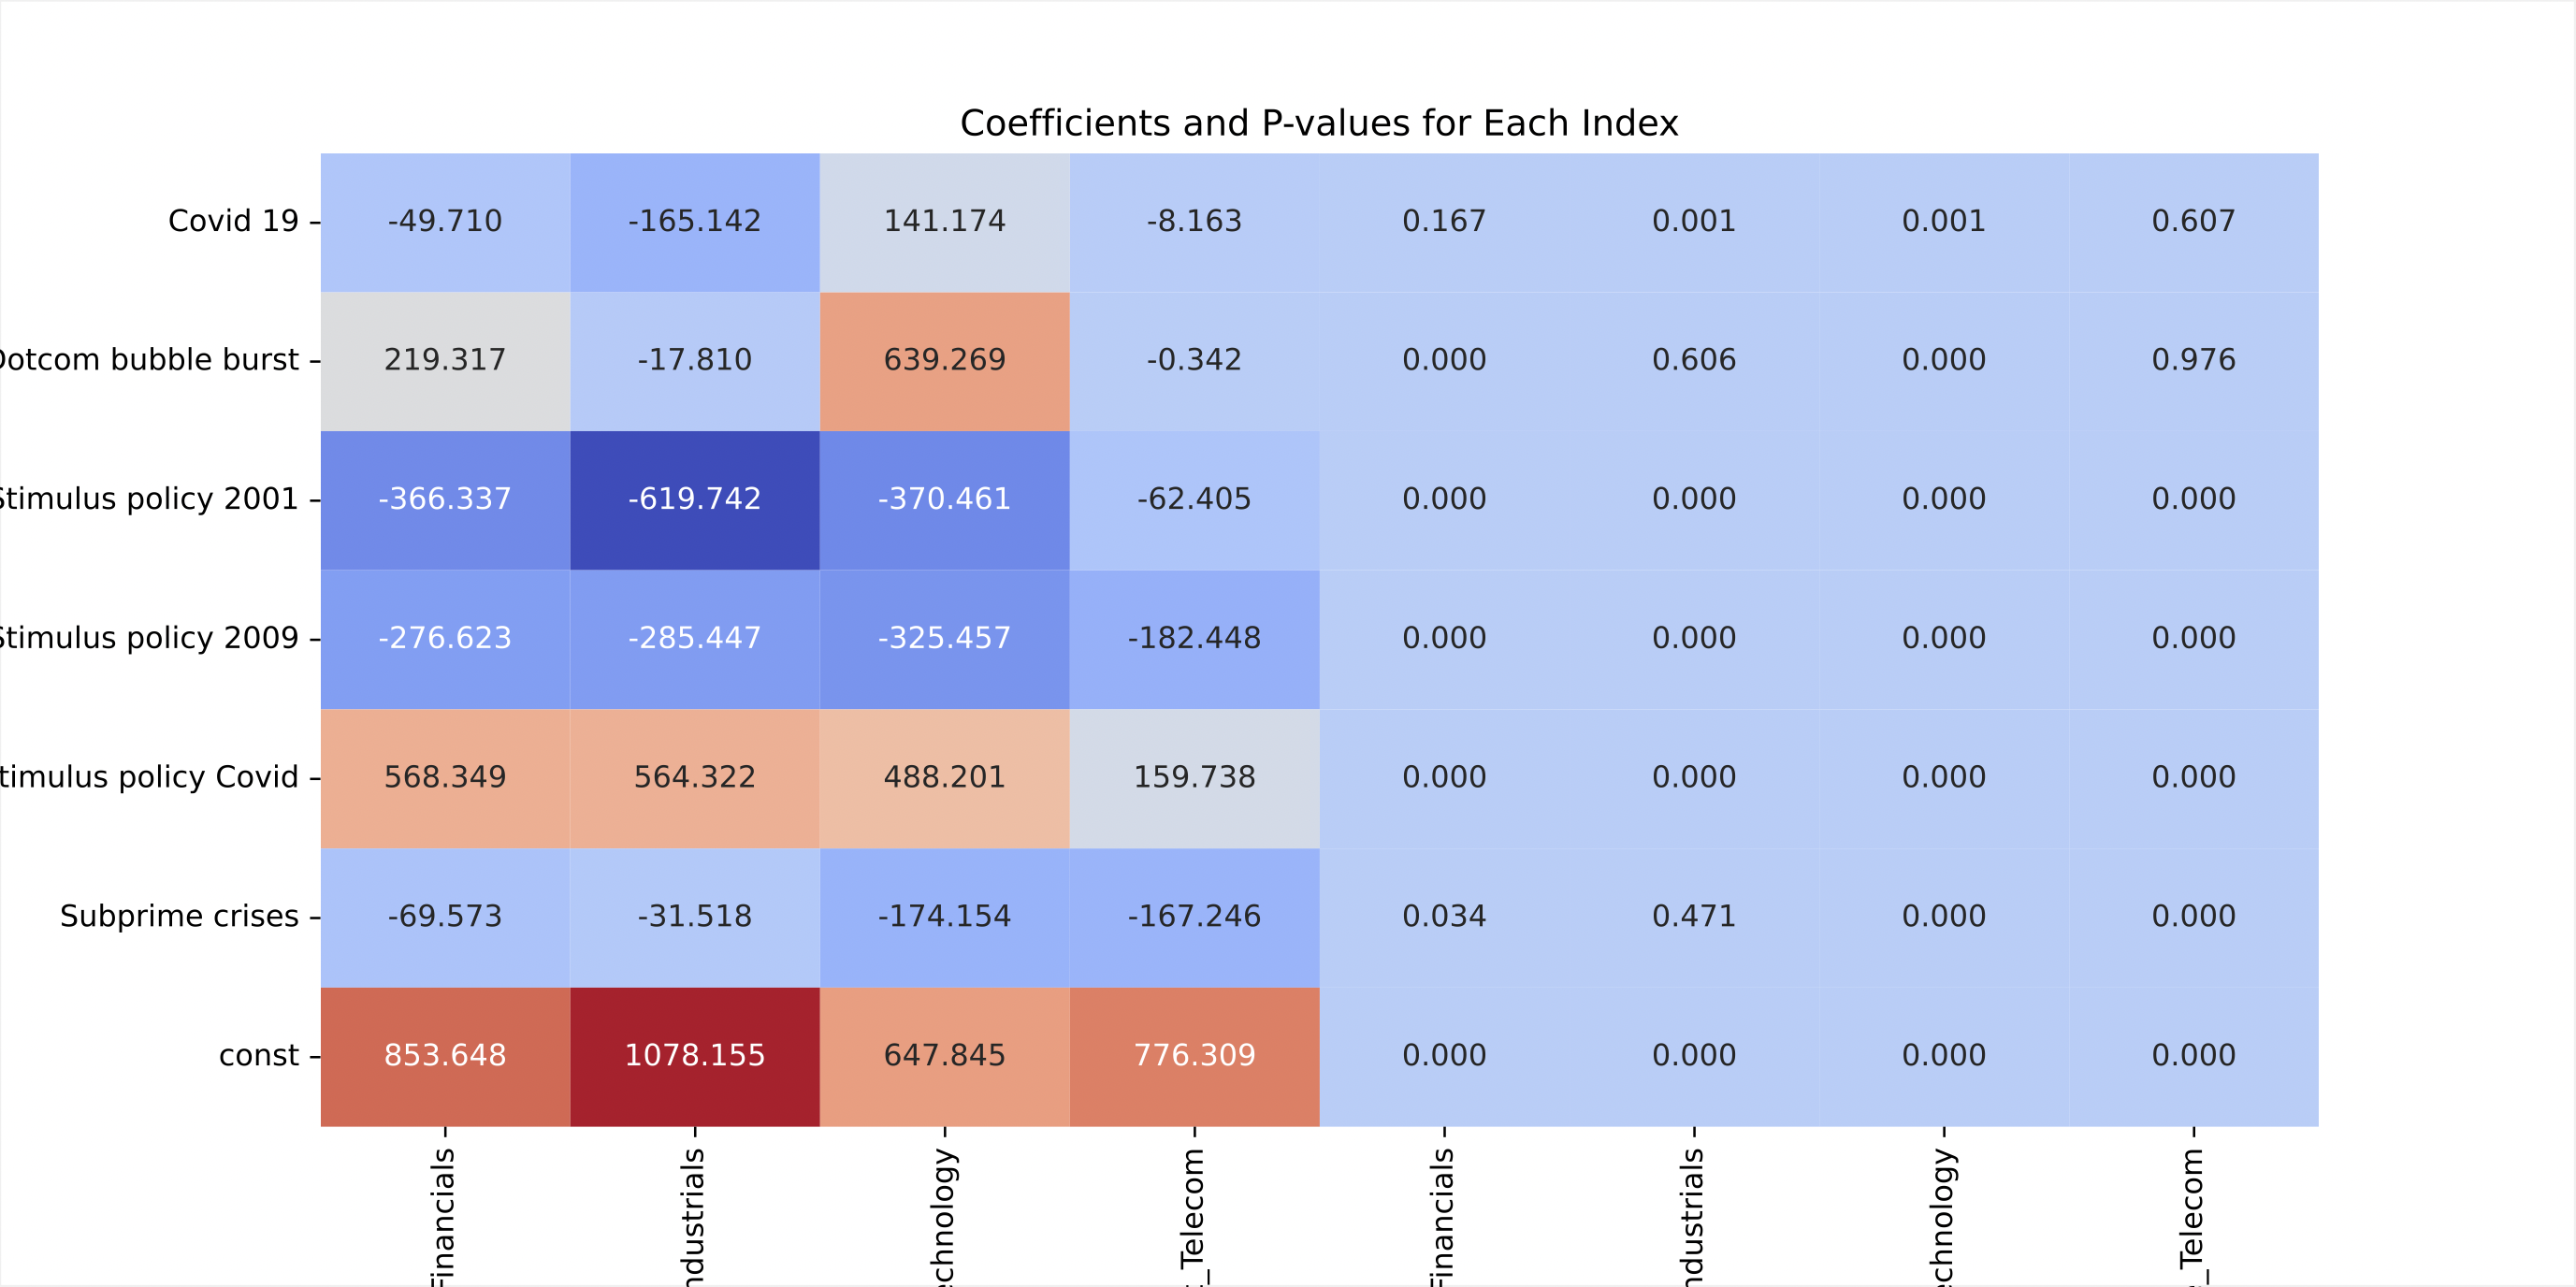 Coefficients and P-values for Each Index
Covid 19 -49.710 -165.142 141.174 -8.163 0.167 0.001 0.001 0.607
Dotcom bubble burst 219.317 -17.810 639.269 -0.342 0.000 0.606 0.000 0.976
Stimulus policy 2001 -366.337 -619.742 -370.461 -62.405 0.000 0.000 0.000 0.000
Stimulus policy 2009 -276.623 -285.447 -325.457 -182.448 0.000 0.000 0.000 0.000
timulus policy Covid 568.349 564.322 488.201 159.738 0.000 0.000 0.000 0.000
Subprime crises -69.573 -31.518 -174.154 -167.246 0.034 0.471 0.000 0.000
const 853.648 1078.155 647.845 776.309 0.000 0.000 0.000 0.000
Financials
ndustrials
echnology
_Telecom
Financials
ndustrials
echnology
_Telecom